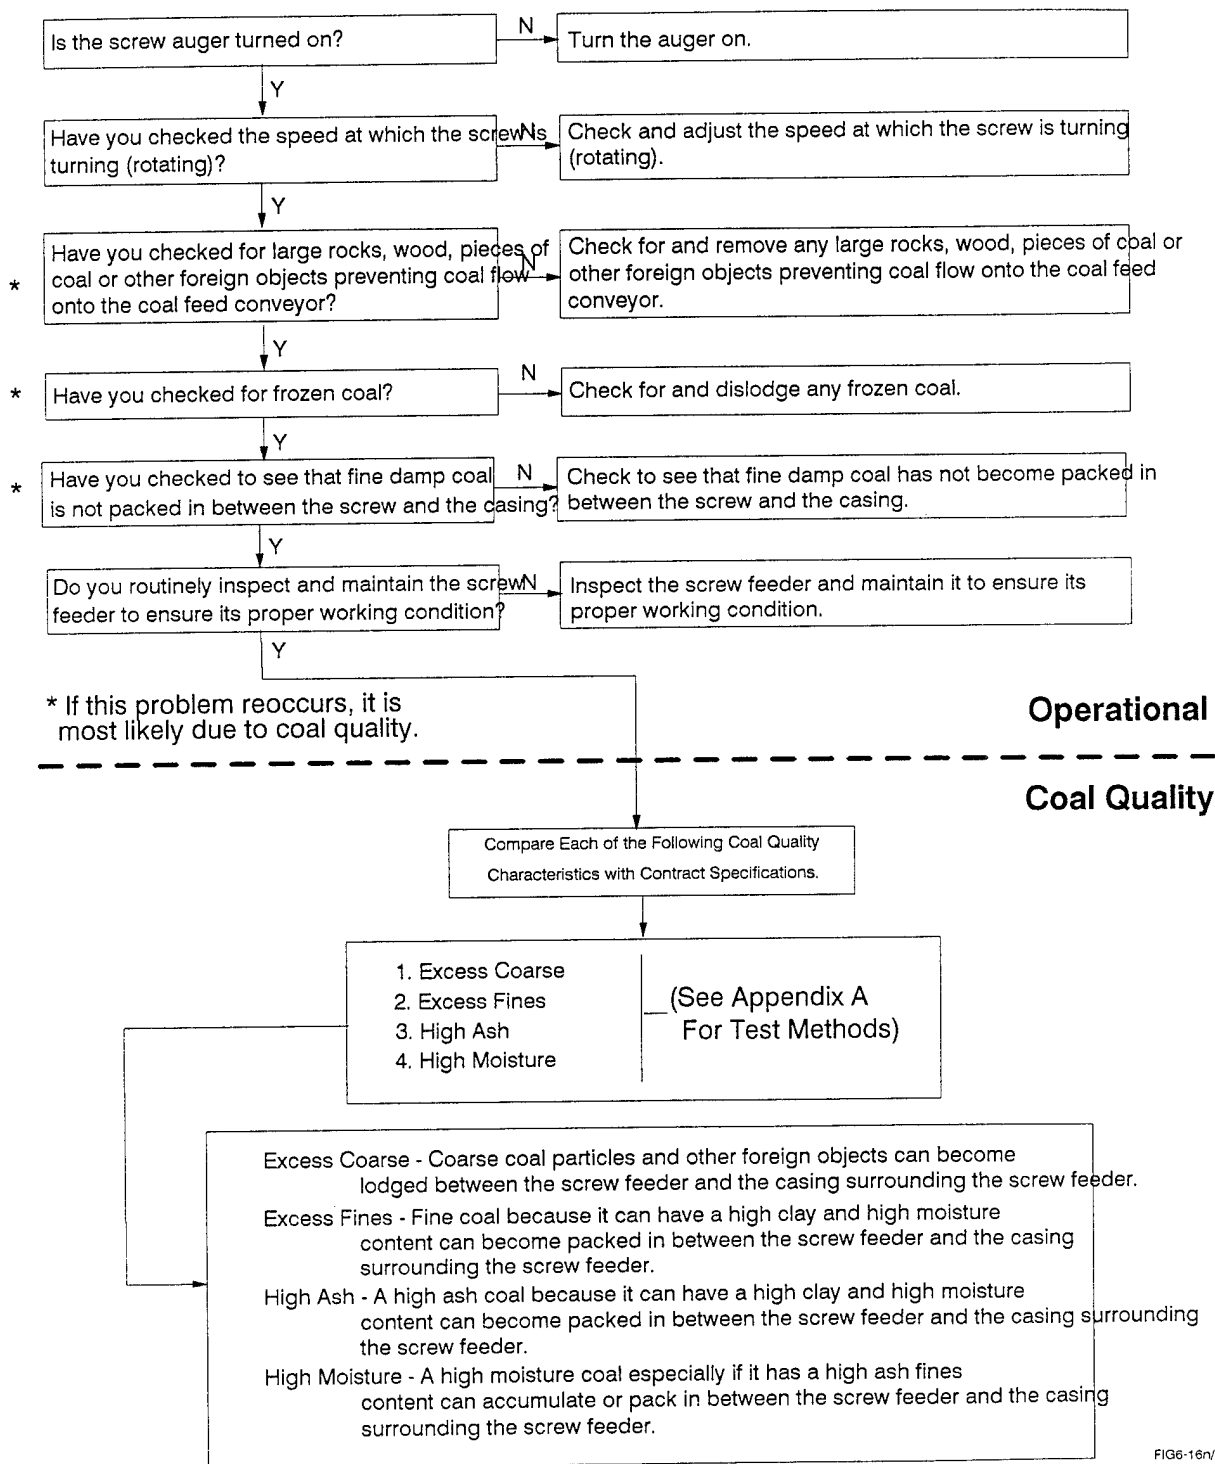 Is the screw auger turned on?
N
Turn the auger on.
Y
Have you checked the speed at which the screw is
turning (rotating)?
N
Check and adjust the speed at which the screw is turning
(rotating).
Y
Have you checked for large rocks, wood, pieces of
coal or other foreign objects preventing coal flow
onto the coal feed conveyor?
*
N
Check for and remove any large rocks, wood, pieces of coal or
other foreign objects preventing coal flow onto the coal feed
conveyor.
Y
*
Have you checked for frozen coal?
N
Check for and dislodge any frozen coal.
Y
*
Have you checked to see that fine damp coal
is not packed in between the screw and the casing?
N
Check to see that fine damp coal has not become packed in
between the screw and the casing.
Y
Do you routinely inspect and maintain the screw
feeder to ensure its proper working condition?
N
Inspect the screw feeder and maintain it to ensure its
proper working condition.
Y
* If this problem reoccurs, it is
most likely due to coal quality.
Operational
Coal Quality
Compare Each of the Following Coal Quality
Characteristics with Contract Specifications.
1. Excess Coarse
2. Excess Fines
3. High Ash
4. High Moisture
(See Appendix A
For Test Methods)
Excess Coarse - Coarse coal particles and other foreign objects can become
lodged between the screw feeder and the casing surrounding the screw feeder.
Excess Fines - Fine coal because it can have a high clay and high moisture
content can become packed in between the screw feeder and the casing
surrounding the screw feeder.
High Ash - A high ash coal because it can have a high clay and high moisture
content can become packed in between the screw feeder and the casing surrounding
the screw feeder.
High Moisture - A high moisture coal especially if it has a high ash fines
content can accumulate or pack in between the screw feeder and the casing
surrounding the screw feeder.
FIG6-16n/